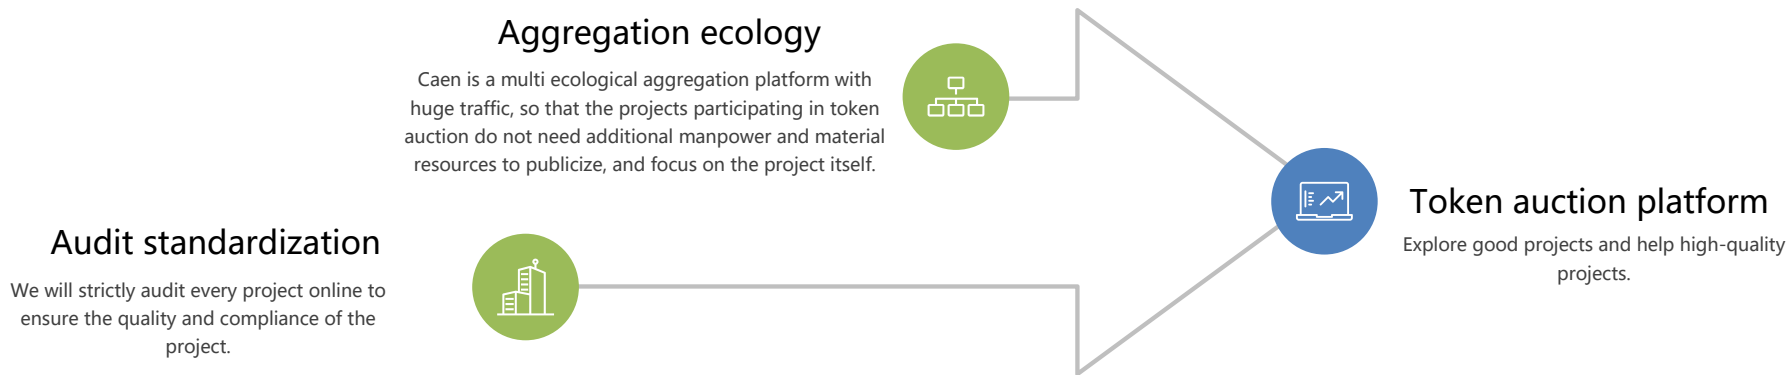 Aggregation ecology
Caen is a multi ecological aggregation platform with
huge traffic, so that the projects participating in token
auction do not need additional manpower and material
resources to publicize, and focus on the project itself.
Audit standardization
We will strictly audit every project online to
ensure the quality and compliance of the
project.
Token auction platform
Explore good projects and help high-quality
projects.